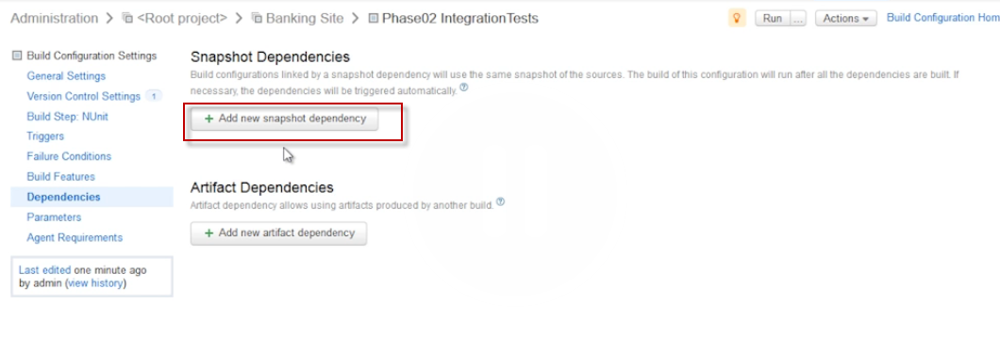 Administration > <Root project> > Banking Site > Phase02 IntegrationTests
Run ... Actions Build Configuration Hom
Build Configuration Settings
General Settings
Version Control Settings 1
Build Step: NUnit
Triggers
Failure Conditions
Build Features
Dependencies
Parameters
Agent Requirements
Last edited one minute ago
by admin (view history)
Snapshot Dependencies
Build configurations linked by a snapshot dependency will use the same snapshot of the sources. The build of this configuration will run after all the dependencies are built. If
necessary, the dependencies will be triggered automatically. ?
+ Add new snapshot dependency
Artifact Dependencies
Artifact dependency allows using artifacts produced by another build. ?
+ Add new artifact dependency